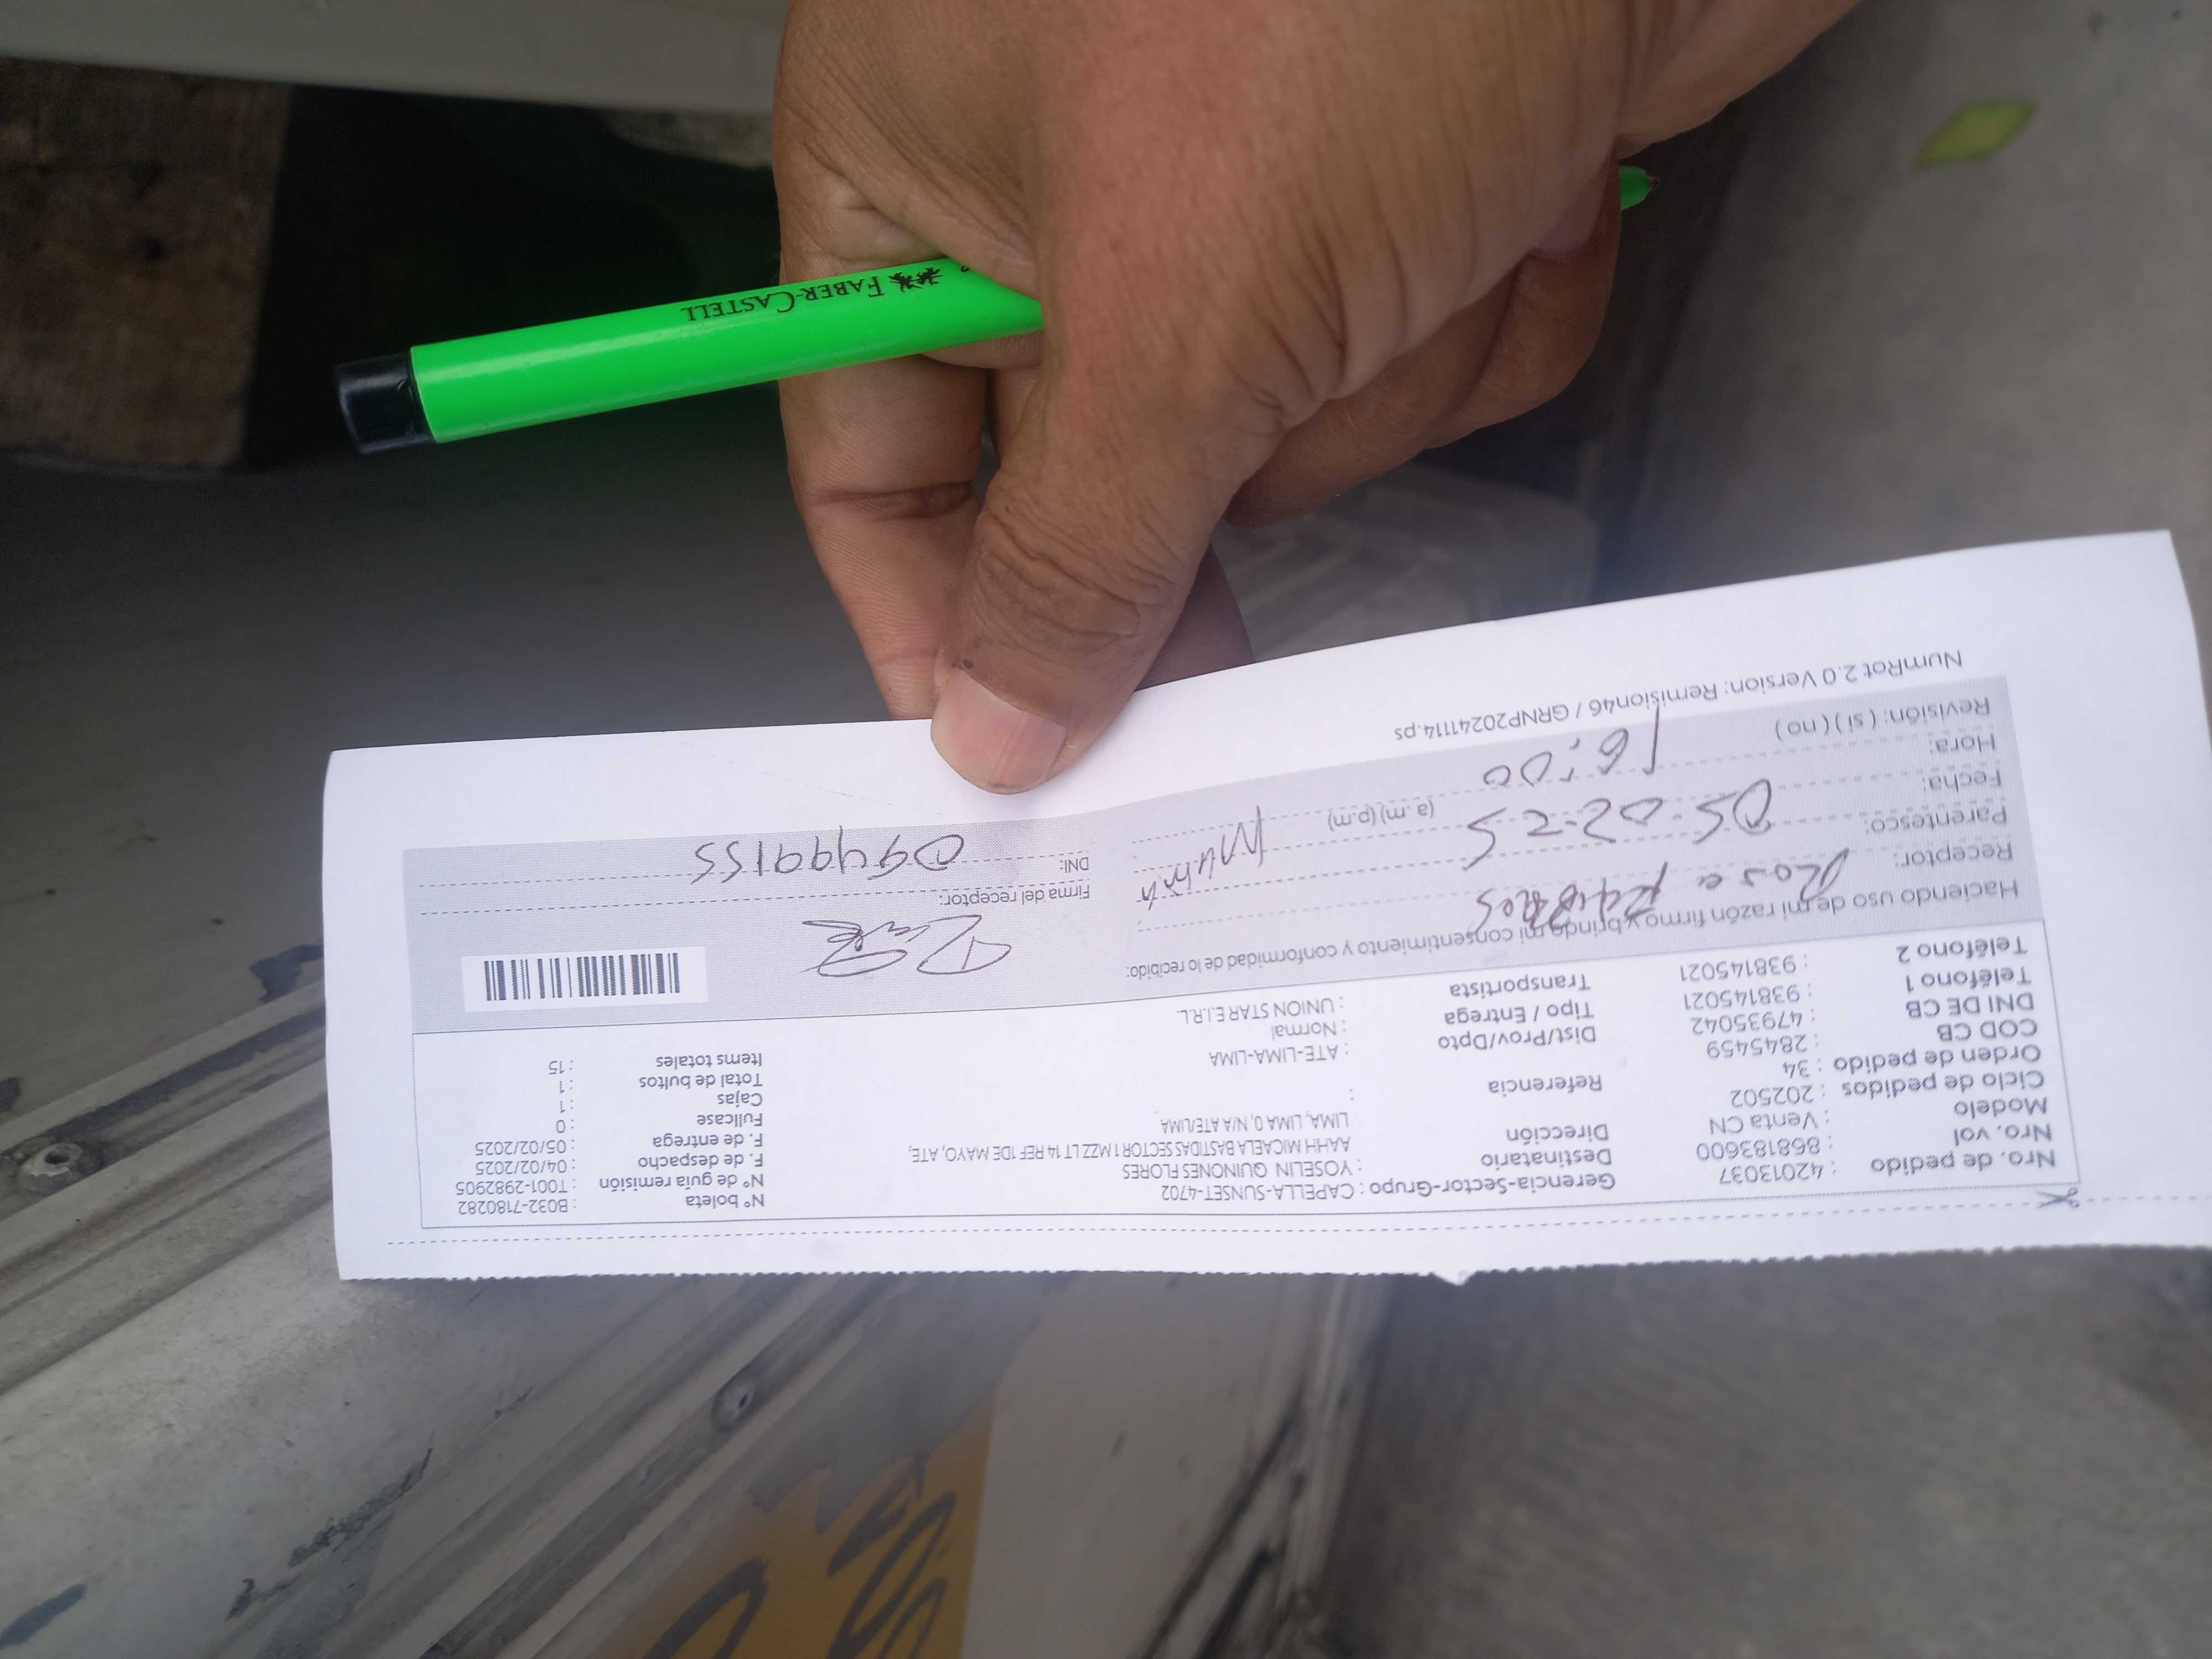 Nro. de pedido : 42013037
Nro. vol : 868183600
Modelo : Venta CN
Ciclo de pedidos : 202502
Orden de pedido : 34
COD CB : 2845459
DNI DE CB : 47935042
Teléfono 1 : 938145021
Teléfono 2 : 938145021
Gerencia-Sector-Grupo : CAPELLA-SUNSET-4702
Destinatario : YOSELIN QUINONES FLORES
Dirección AAHH MICAELA BASTIDAS SECTOR 1 MZZ LT 14 REF 1DE MAYO, ATE,
LIMA, LIMA 0, N/A ATE/LIMA
Referencia :
Dist/Prov/Dpto : ATE-LIMA-LIMA
Tipo / Entrega : Normal
Transportista : UNION STAR E.I.R.L.
N° boleta : B032-7180282
N° de guía remisión : T001-2982905
F. de despacho : 04/02/2025
F. de entrega : 05/02/2025
Fullcase : 0
Cajas : 1
Total de bultos : 1
Items totales : 15
Haciendo uso de mi razón firmo y brindo mi consentimiento y conformidad de lo recibido:
Receptor: Rosa
Parentesco:
Fecha: 05-02-25
Hora: 16:00 (a.m) (p.m)
Revisión: ( si ) ( no )
Firma del receptor:
DNI: 09499155
NumRot 2.0 Version: Remision46 / GRNP20241114.ps
FABER-CASTELL